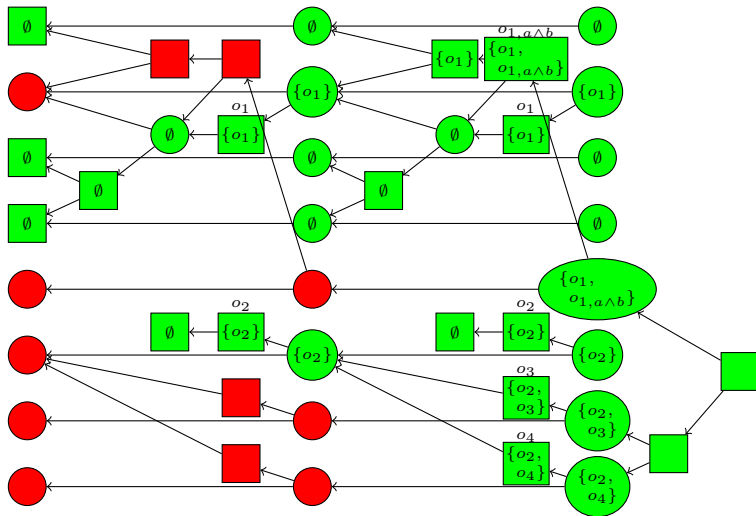 o₁,ₐ∧b
∅ ∅ ∅
{o₁} {o₁,
o₁,ₐ∧b}
{o₁} {o₁}
o₁ o₁
∅ {o₁} ∅ {o₁}
∅ ∅ ∅
∅ ∅
∅ ∅ ∅
{o₁,
o₁,ₐ∧b}
o₂ o₂
∅ {o₂} ∅ {o₂}
{o₂} {o₂}
o₃
{o₂,
o₃}
{o₂,
o₃}
o₄
{o₂,
o₄}
{o₂,
o₄}